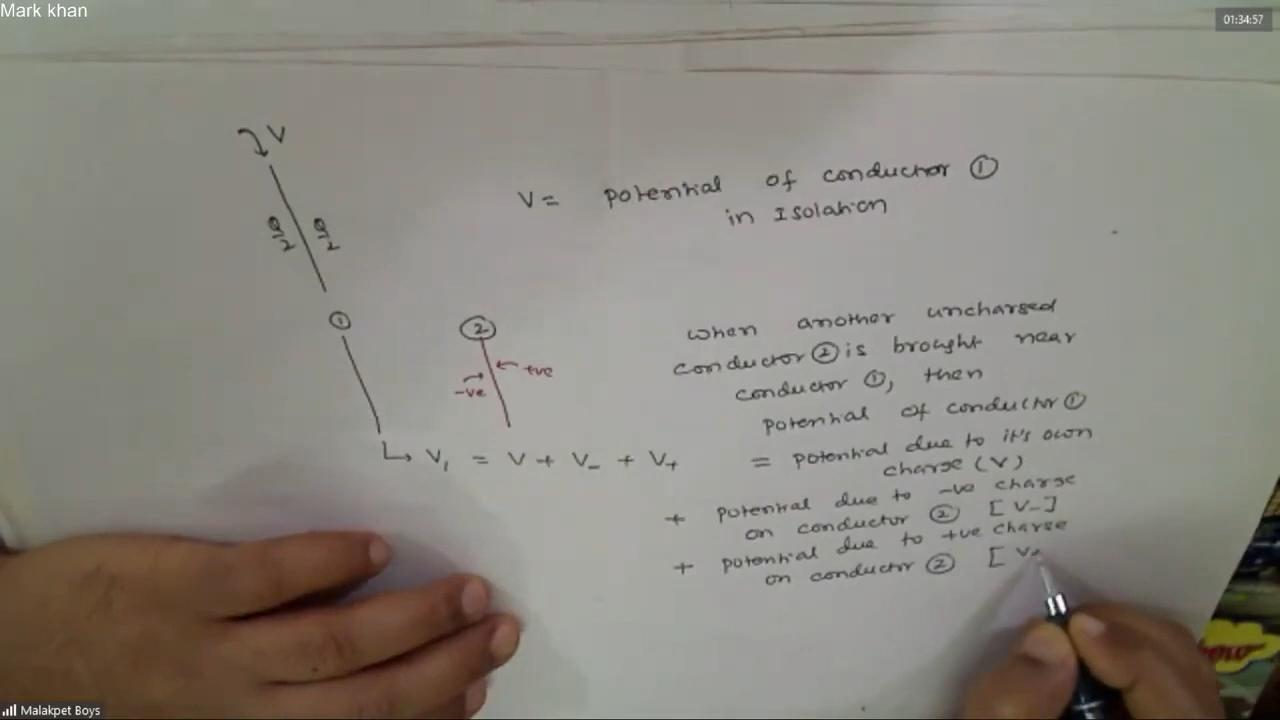 Mark khan
01:34:57
V
V = potential of conductor ①
in Isolation
Q/2 Q/2
①
②
-ve +ve
when another uncharged
conductor ② is brought near
conductor ①, then
potential of conductor ①
= potential due to it's own
charge (V)
+ potential due to -ve charge
on conductor ② [V-]
+ potential due to +ve charge
on conductor ② [V
V₁ = V + V- + V+
Malakpet Boys